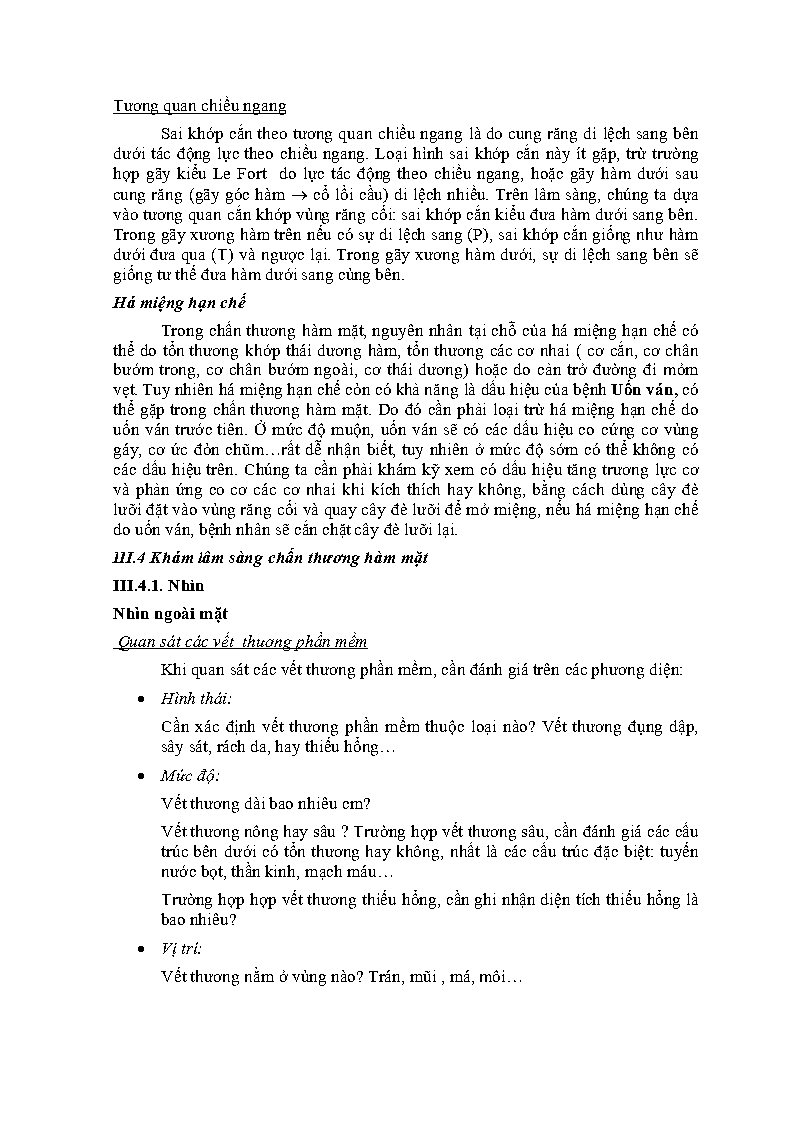 Tương quan chiều ngang
Sai khớp cắn theo tương quan chiều ngang là do cung răng di lệch sang bên
dưới tác động lực theo chiều ngang. Loại hình sai khớp cắn này ít gặp, trừ trường
hợp gãy kiểu Le Fort do lực tác động theo chiều ngang, hoặc gãy hàm dưới sau
cung răng (gãy góc hàm → cổ lồi cầu) di lệch nhiều. Trên lâm sàng, chúng ta dựa
vào tương quan cắn khớp vùng răng cối: sai khớp cắn kiểu đưa hàm dưới sang bên.
Trong gãy xương hàm trên nếu có sự di lệch sang (P), sai khớp cắn giống như hàm
dưới đưa qua (T) và ngược lại. Trong gãy xương hàm dưới, sự di lệch sang bên sẽ
giống tư thế đưa hàm dưới sang cùng bên.
Há miệng hạn chế
Trong chấn thương hàm mặt, nguyên nhân tại chỗ của há miệng hạn chế có
thể do tổn thương khớp thái dương hàm, tổn thương các cơ nhai ( cơ cắn, cơ chân
bướm trong, cơ chân bướm ngoài, cơ thái dương) hoặc do cản trở đường đi mỏm
vẹt. Tuy nhiên há miệng hạn chế còn có khả năng là dấu hiệu của bệnh Uốn ván, có
thể gặp trong chấn thương hàm mặt. Do đó cần phải loại trừ há miệng hạn chế do
uốn ván trước tiên. Ở mức độ muộn, uốn ván sẽ có các dấu hiệu co cứng cơ vùng
gáy, cơ ức đòn chũm…rất dễ nhận biết, tuy nhiên ở mức độ sớm có thể không có
các dấu hiệu trên. Chúng ta cần phải khám kỹ xem có dấu hiệu tăng trương lực cơ
và phản ứng co cơ các cơ nhai khi kích thích hay không, bằng cách dùng cây đè
lưỡi đặt vào vùng răng cối và quay cây đè lưỡi để mở miệng, nếu há miệng hạn chế
do uốn ván, bệnh nhân sẽ cắn chặt cây đè lưỡi lại.
III.4 Khám lâm sàng chấn thương hàm mặt
III.4.1. Nhìn
Nhìn ngoài mặt
Quan sát các vết thương phần mềm
Khi quan sát các vết thương phần mềm, cần đánh giá trên các phương diện:
• Hình thái:
Cần xác định vết thương phần mềm thuộc loại nào? Vết thương đụng dập,
sây sát, rách da, hay thiếu hổng…
• Mức độ:
Vết thương dài bao nhiêu cm?
Vết thương nông hay sâu ? Trường hợp vết thương sâu, cần đánh giá các cấu
trúc bên dưới có tổn thương hay không, nhất là các cấu trúc đặc biệt: tuyến
nước bọt, thần kinh, mạch máu…
Trường hợp hợp vết thương thiếu hổng, cần ghi nhận diện tích thiếu hổng là
bao nhiêu?
• Vị trí:
Vết thương nằm ở vùng nào? Trán, mũi , má, môi…